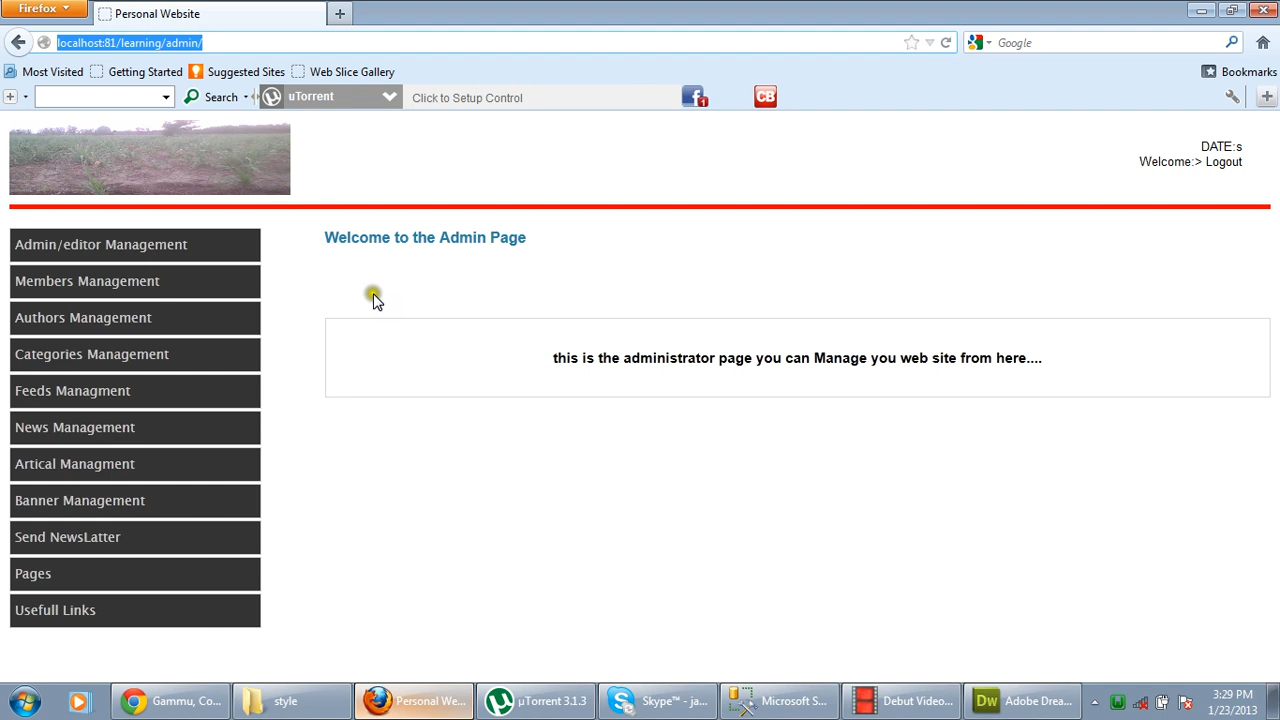 Firefox
Personal Website
localhost:81/learning/admin/
Google
Most Visited Getting Started Suggested Sites Web Slice Gallery Bookmarks
Search uTorrent Click to Setup Control 1 CB
DATE:s
Welcome:> Logout
Admin/editor Management
Welcome to the Admin Page
Members Management
Authors Management
Categories Management
this is the administrator page you can Manage you web site from here....
Feeds Managment
News Management
Artical Managment
Banner Management
Send NewsLatter
Pages
Usefull Links
Gammu, Co... style Personal We... µTorrent 3.1.3 Skype™ - ja... Microsoft S... Debut Video... Dw Adobe Drea... 3:29 PM
1/23/2013